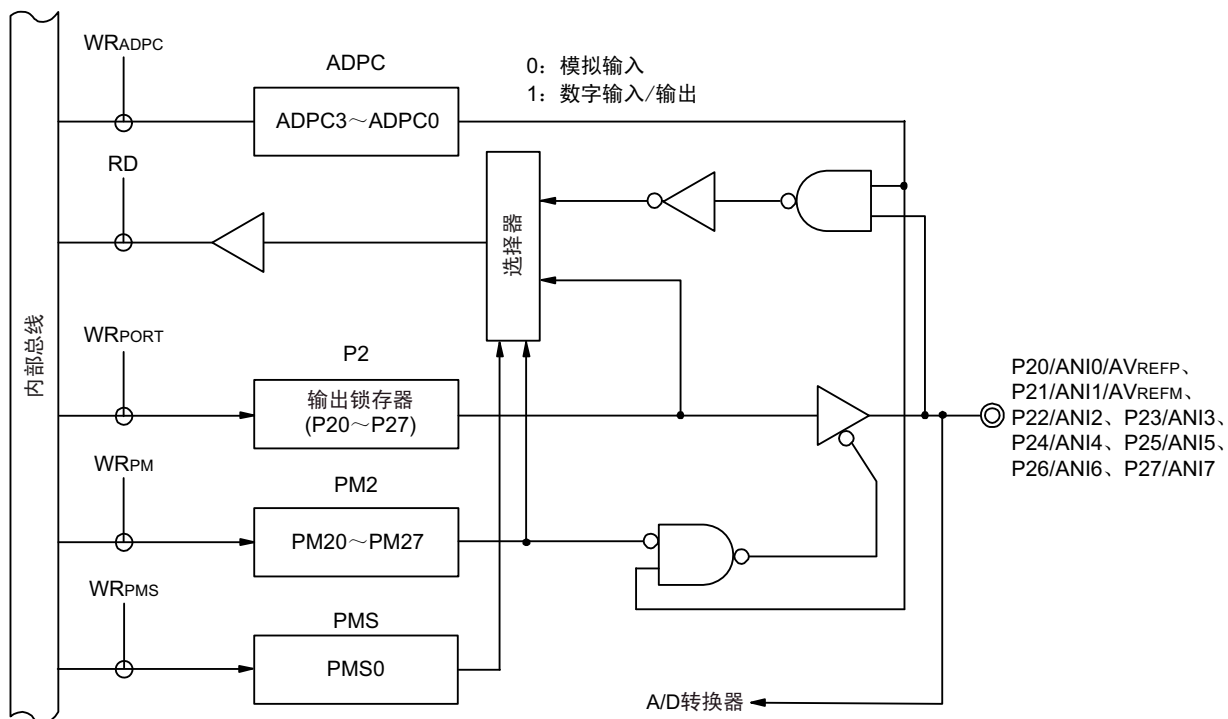 WRADPC
ADPC
0：模拟输入
1：数字输入/输出
ADPC3～ADPC0
RD
选择器
内部总线
WRPORT
P2
输出锁存器
(P20～P27)
P20/ANI0/AVREFP、
P21/ANI1/AVREFM、
P22/ANI2、P23/ANI3、
P24/ANI4、P25/ANI5、
P26/ANI6、P27/ANI7
WRPM
PM2
PM20～PM27
WRPMS
PMS
PMS0
A/D转换器